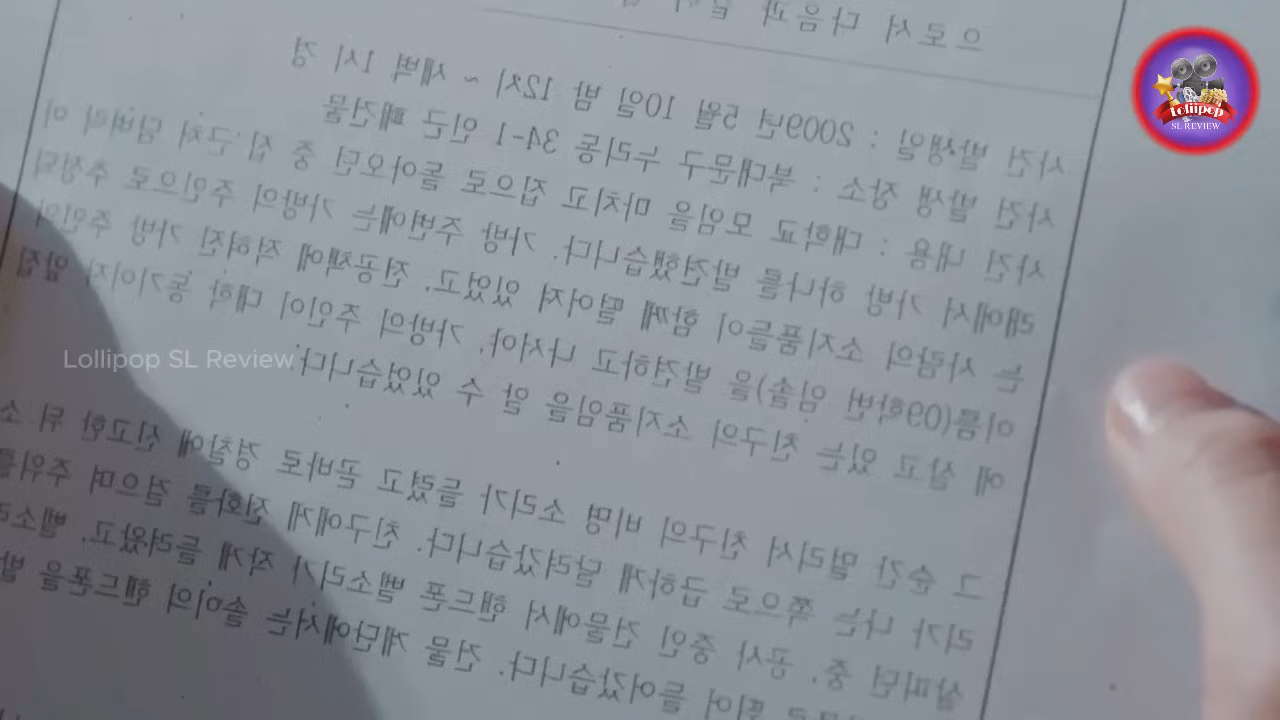 으로서 다음과 같이
사건 발생일 : 2009년 5월 10일 밤 12시 ~ 새벽 1시 경
사건 발생 장소 : 북대문구 누리동 34-1 인근 폐건물
사건 내용 : 대학교 모임을 마치고 집으로 돌아오던 중 집 근처 담벼락 아
래에서 가방 하나를 발견했습니다. 가방 주변에는 가방의 주인으로 추정되
는 사람의 소지품들이 함께 떨어져 있었고, 전공책에 적혀진 가방 주인의
이름(09학번 임솔)을 발견하고 나서야, 가방의 주인이 대학 동기이자 앞집
에 살고 있는 친구의 소지품임을 알 수 있었습니다.
그 순간 멀리서 친구의 비명 소리가 들렸고 곧바로 경찰에 신고한 뒤 소
리가 나는 쪽으로 급하게 달려갔습니다. 친구에게 전화를 걸으며 주위를
살피던 중, 공사 중인 건물에서 핸드폰 벨소리가 작게 들려왔고, 벨소리
뛰어 들어갔습니다. 건물 계단에서는 솔이의 핸드폰을 발
Lollipop SL Review
Lollipop
SL REVIEW